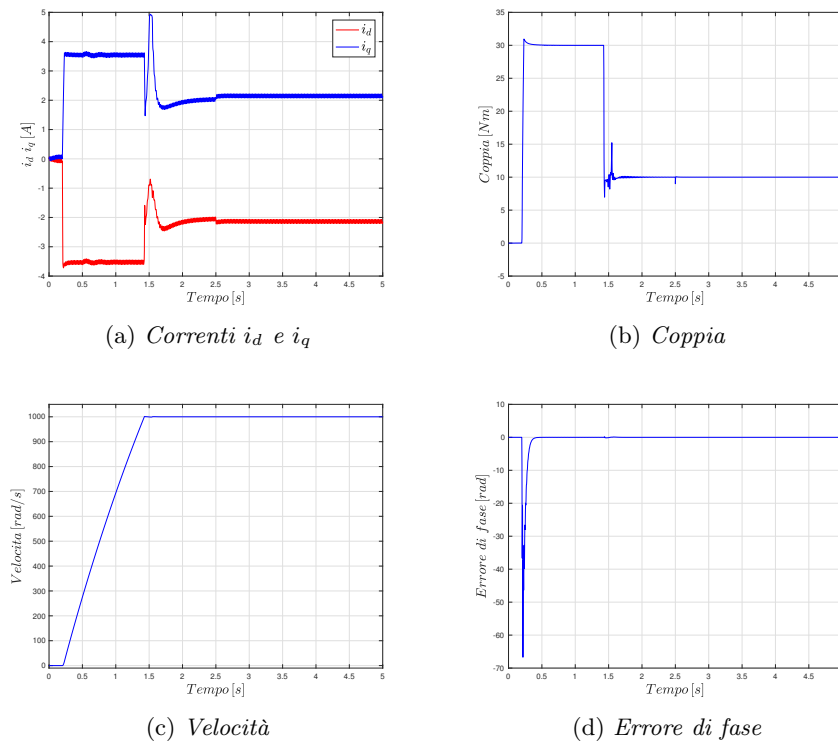 5
4
3
2
1
0
-1
-2
-3
-4
i_d i_q [A]
0 0.5 1 1.5 2 2.5 3 3.5 4 4.5 5
Tempo [s]
i_d
i_q
(a) Correnti i_d e i_q
35
30
25
20
15
10
5
0
-5
Coppia [Nm]
0 0.5 1 1.5 2 2.5 3 3.5 4 4.5
Tempo [s]
(b) Coppia
1000
900
800
700
600
500
400
300
200
100
0
Velocita [rad/s]
0 0.5 1 1.5 2 2.5 3 3.5 4 4.5 5
Tempo [s]
(c) Velocità
10
0
-10
-20
-30
-40
-50
-60
-70
Errore di fase [rad]
0 0.5 1 1.5 2 2.5 3 3.5 4 4.5
Tempo [s]
(d) Errore di fase